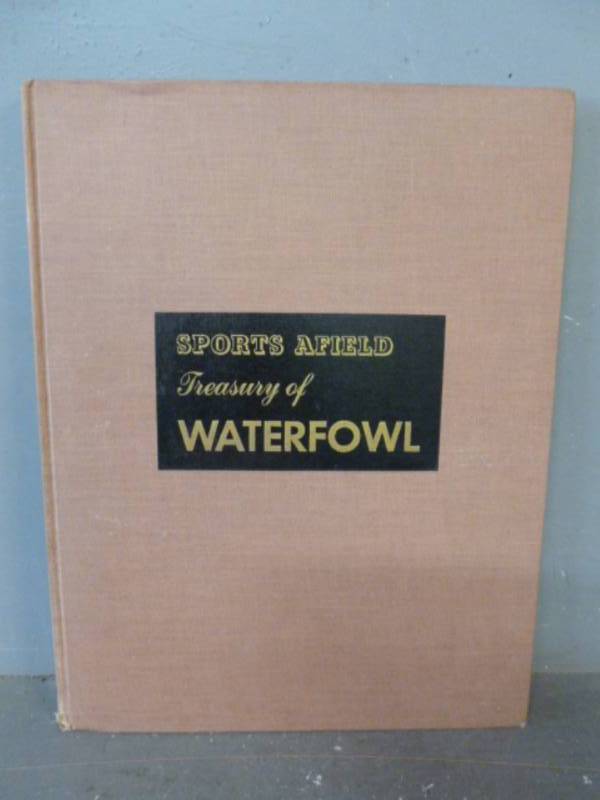 SPORTS AFIELD
Treasury of
WATERFOWL